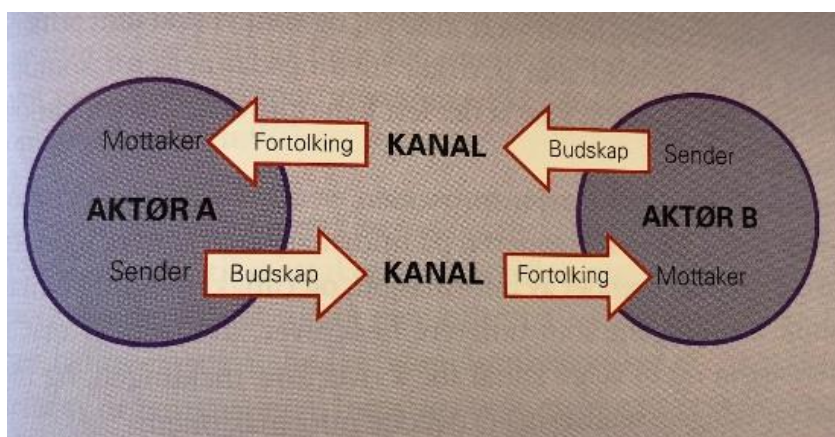 Mottaker Fortolking KANAL Budskap Sender
AKTØR A AKTØR B
Sender Budskap KANAL Fortolking Mottaker